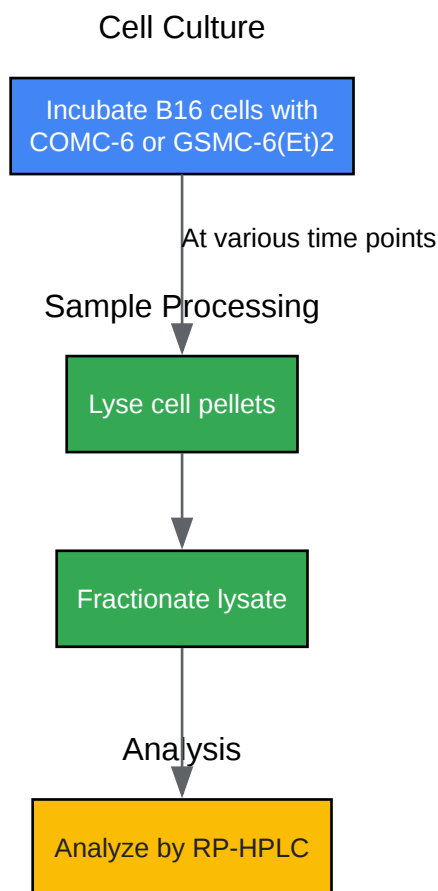 Cell Culture
Incubate B16 cells with
COMC-6 or GSMC-6(Et)2
At various time points
Sample Processing
Lyse cell pellets
Fractionate lysate
Analysis
Analyze by RP-HPLC